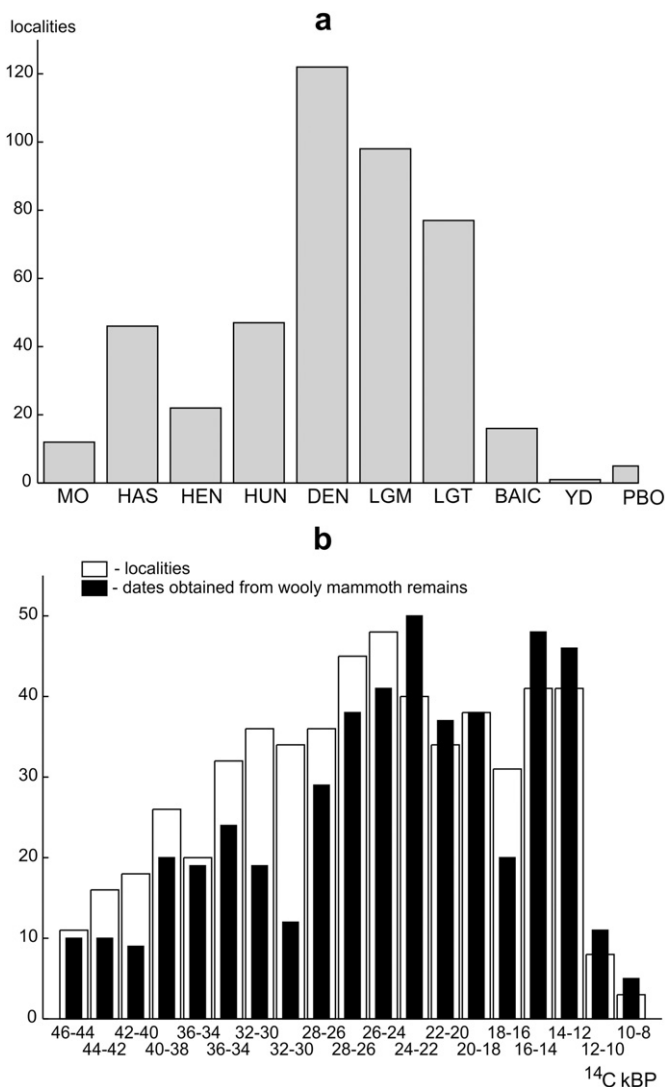 a
localities
120
100
80
60
40
20
0
MO HAS HEN HUN DEN LGM LGT BAIC YD PBO
b
- localities
- dates obtained from wooly mammoth remains
50
40
30
20
10
0
46-44 42-40 36-34 32-30 28-26 26-24 22-20 18-16 14-12 10-8
44-42 40-38 36-34 32-30 28-26 24-22 20-18 16-14 12-10
14C kBP